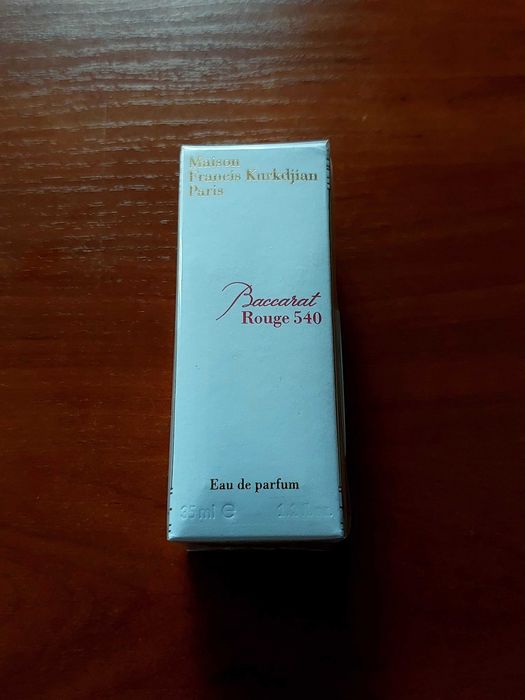 Maison
Francis Kurkdjian
Paris
Baccarat
Rouge 540
Eau de parfum
35ml e